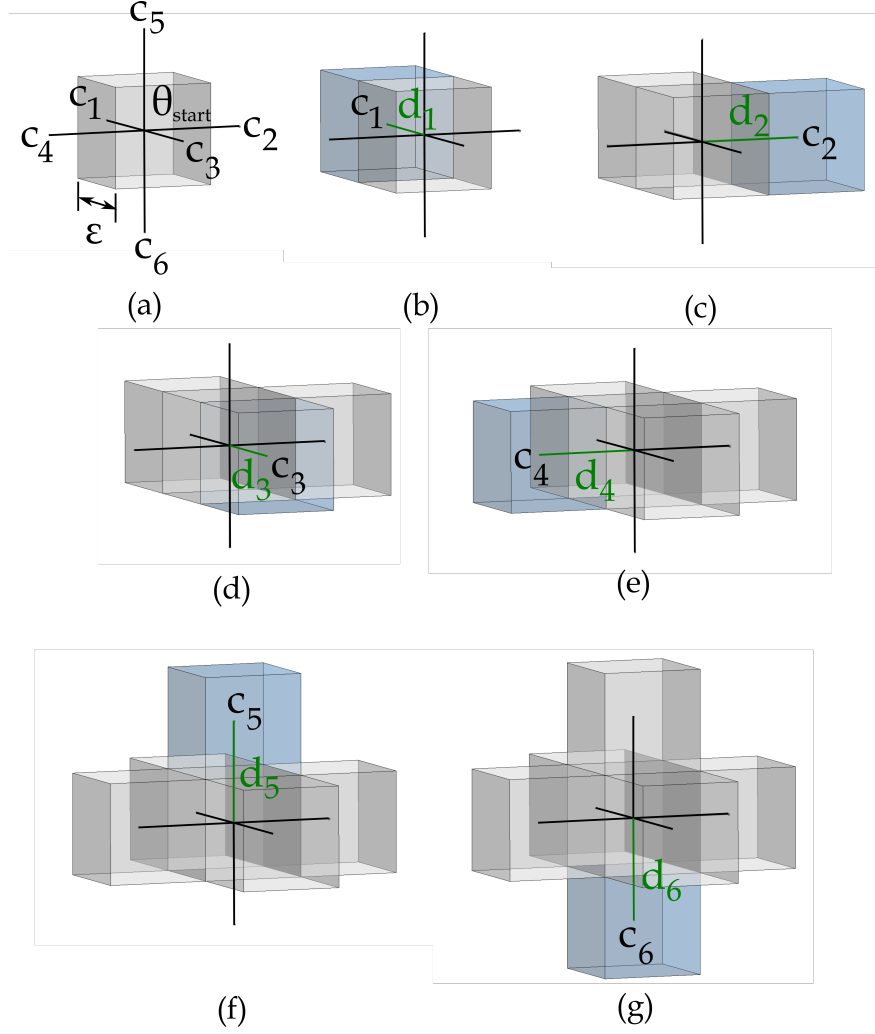 c5
θstart
c1
c4
c2
c3
ε
c6
(a)
c1
d1
(b)
d2
c2
(c)
d3
c3
(d)
c4
d4
(e)
c5
d5
(f)
d6
c6
(g)